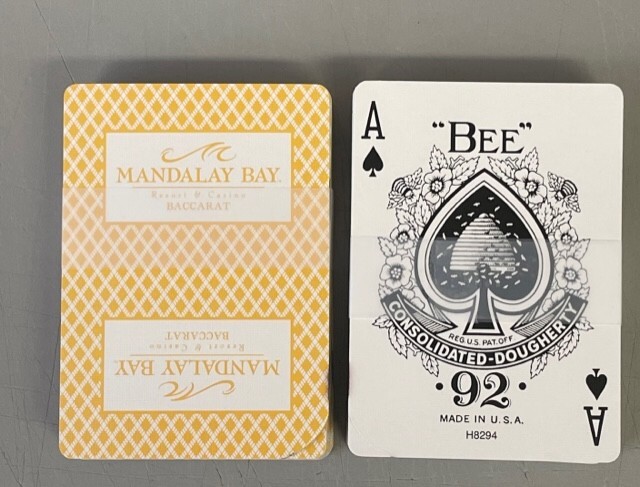 MANDALAY BAY
Resort & Casino
BACCARAT
MANDALAY BAY
Resort & Casino
BACCARAT
A
"BEE"
REG. U.S. PAT. OFF
CONSOLIDATED-DOUGHERTY
·92·
MADE IN U.S.A.
H8294
A